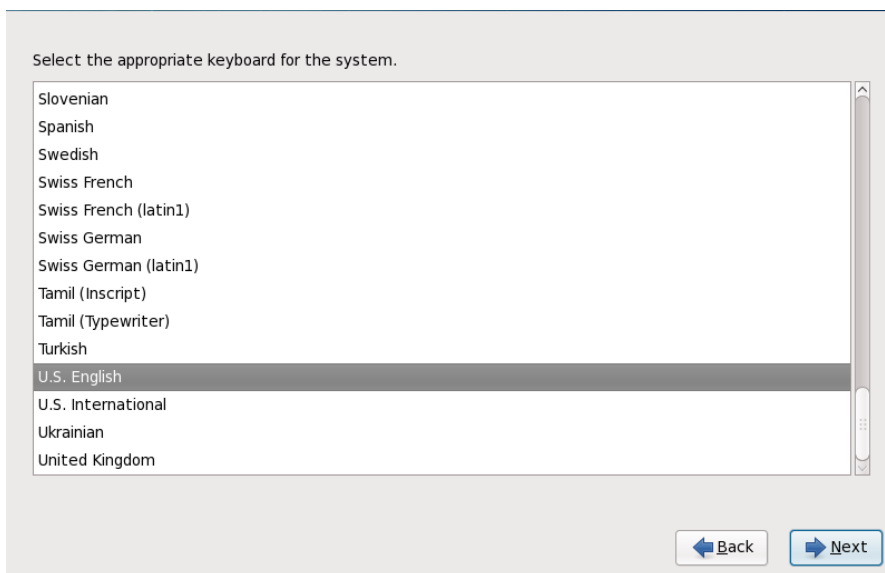 Select the appropriate keyboard for the system.
Slovenian
Spanish
Swedish
Swiss French
Swiss French (latin1)
Swiss German
Swiss German (latin1)
Tamil (Inscript)
Tamil (Typewriter)
Turkish
U.S. English
U.S. International
Ukrainian
United Kingdom
Back
Next